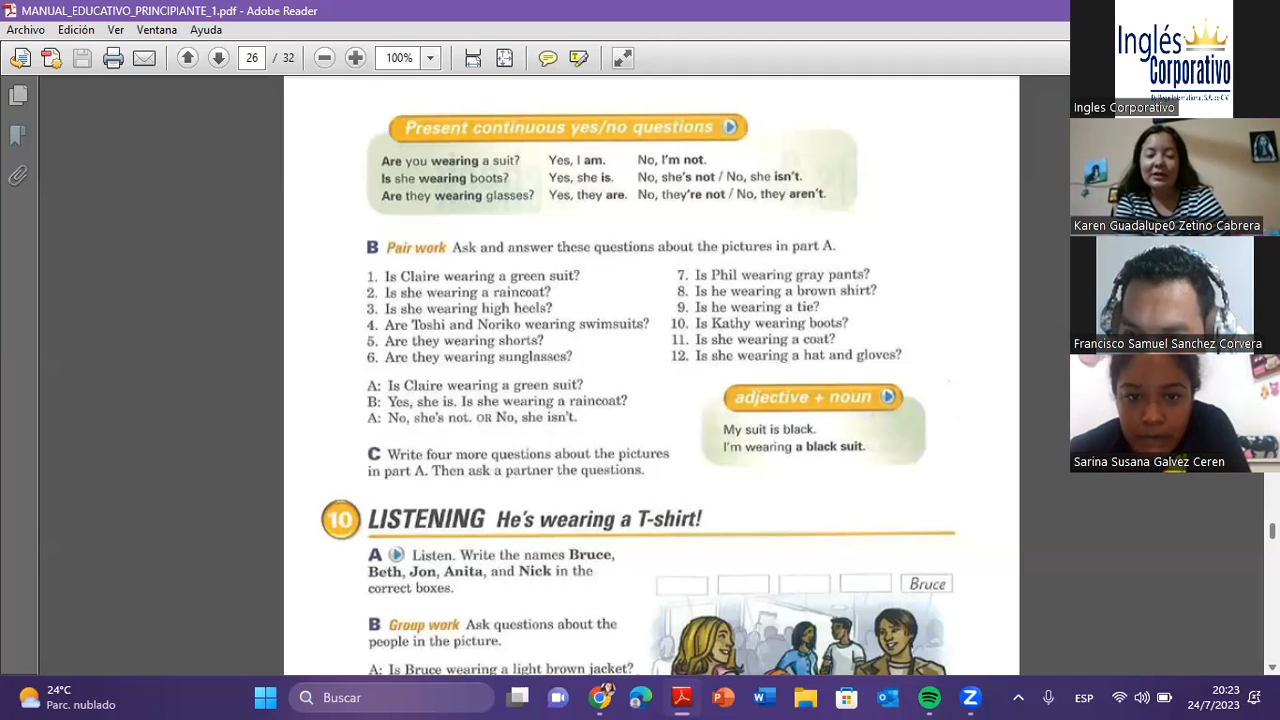 MANUAL_EDUCATIVO_PRINCIPIANTE_1.pdf - Adobe Reader
Archivo Edición Ver Ventana Ayuda
26 / 32 100%
Present continuous yes/no questions
Are you wearing a suit? Yes, I am. No, I'm not.
Is she wearing boots? Yes, she is. No, she's not / No, she isn't.
Are they wearing glasses? Yes, they are. No, they're not / No, they aren't.
B Pair work Ask and answer these questions about the pictures in part A.
1. Is Claire wearing a green suit?
2. Is she wearing a raincoat?
3. Is she wearing high heels?
4. Are Toshi and Noriko wearing swimsuits?
5. Are they wearing shorts?
6. Are they wearing sunglasses?
7. Is Phil wearing gray pants?
8. Is he wearing a brown shirt?
9. Is he wearing a tie?
10. Is Kathy wearing boots?
11. Is she wearing a coat?
12. Is she wearing a hat and gloves?
A: Is Claire wearing a green suit?
B: Yes, she is. Is she wearing a raincoat?
A: No, she's not. OR No, she isn't.
adjective + noun
My suit is black.
I'm wearing a black suit.
C Write four more questions about the pictures
in part A. Then ask a partner the questions.
10 LISTENING He's wearing a T-shirt!
A Listen. Write the names Bruce,
Beth, Jon, Anita, and Nick in the
correct boxes.
Bruce
B Group work Ask questions about the
people in the picture.
A: Is Bruce wearing a light brown jacket?
Inglés
Corporativo
Ingles Corporativo
Karen Guadalupe0 Zetino Cabrera
Francisco Samuel Sanchez Corvera
Sarina Susana Galvez Ceren
24°C
Parc. nublado
Buscar
ESP
20:23
24/7/2023